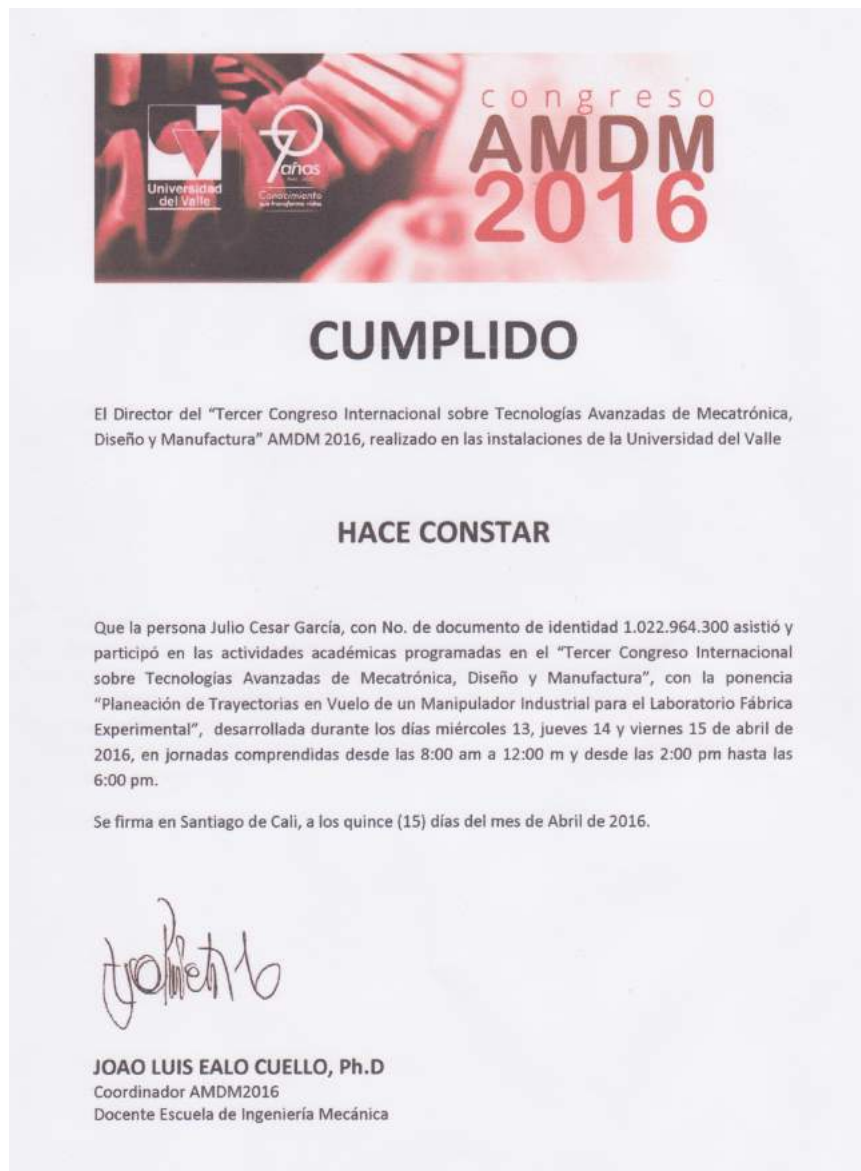 congreso
AMDM
2016
Universidad
del Valle
70
años
Conocimiento
que transforma vidas
CUMPLIDO
El Director del “Tercer Congreso Internacional sobre Tecnologías Avanzadas de Mecatrónica,
Diseño y Manufactura” AMDM 2016, realizado en las instalaciones de la Universidad del Valle
HACE CONSTAR
Que la persona Julio Cesar García, con No. de documento de identidad 1.022.964.300 asistió y
participó en las actividades académicas programadas en el “Tercer Congreso Internacional
sobre Tecnologías Avanzadas de Mecatrónica, Diseño y Manufactura”, con la ponencia
“Planeación de Trayectorias en Vuelo de un Manipulador Industrial para el Laboratorio Fábrica
Experimental”, desarrollada durante los días miércoles 13, jueves 14 y viernes 15 de abril de
2016, en jornadas comprendidas desde las 8:00 am a 12:00 m y desde las 2:00 pm hasta las
6:00 pm.
Se firma en Santiago de Cali, a los quince (15) días del mes de Abril de 2016.
JOAO LUIS EALO CUELLO, Ph.D
Coordinador AMDM2016
Docente Escuela de Ingeniería Mecánica